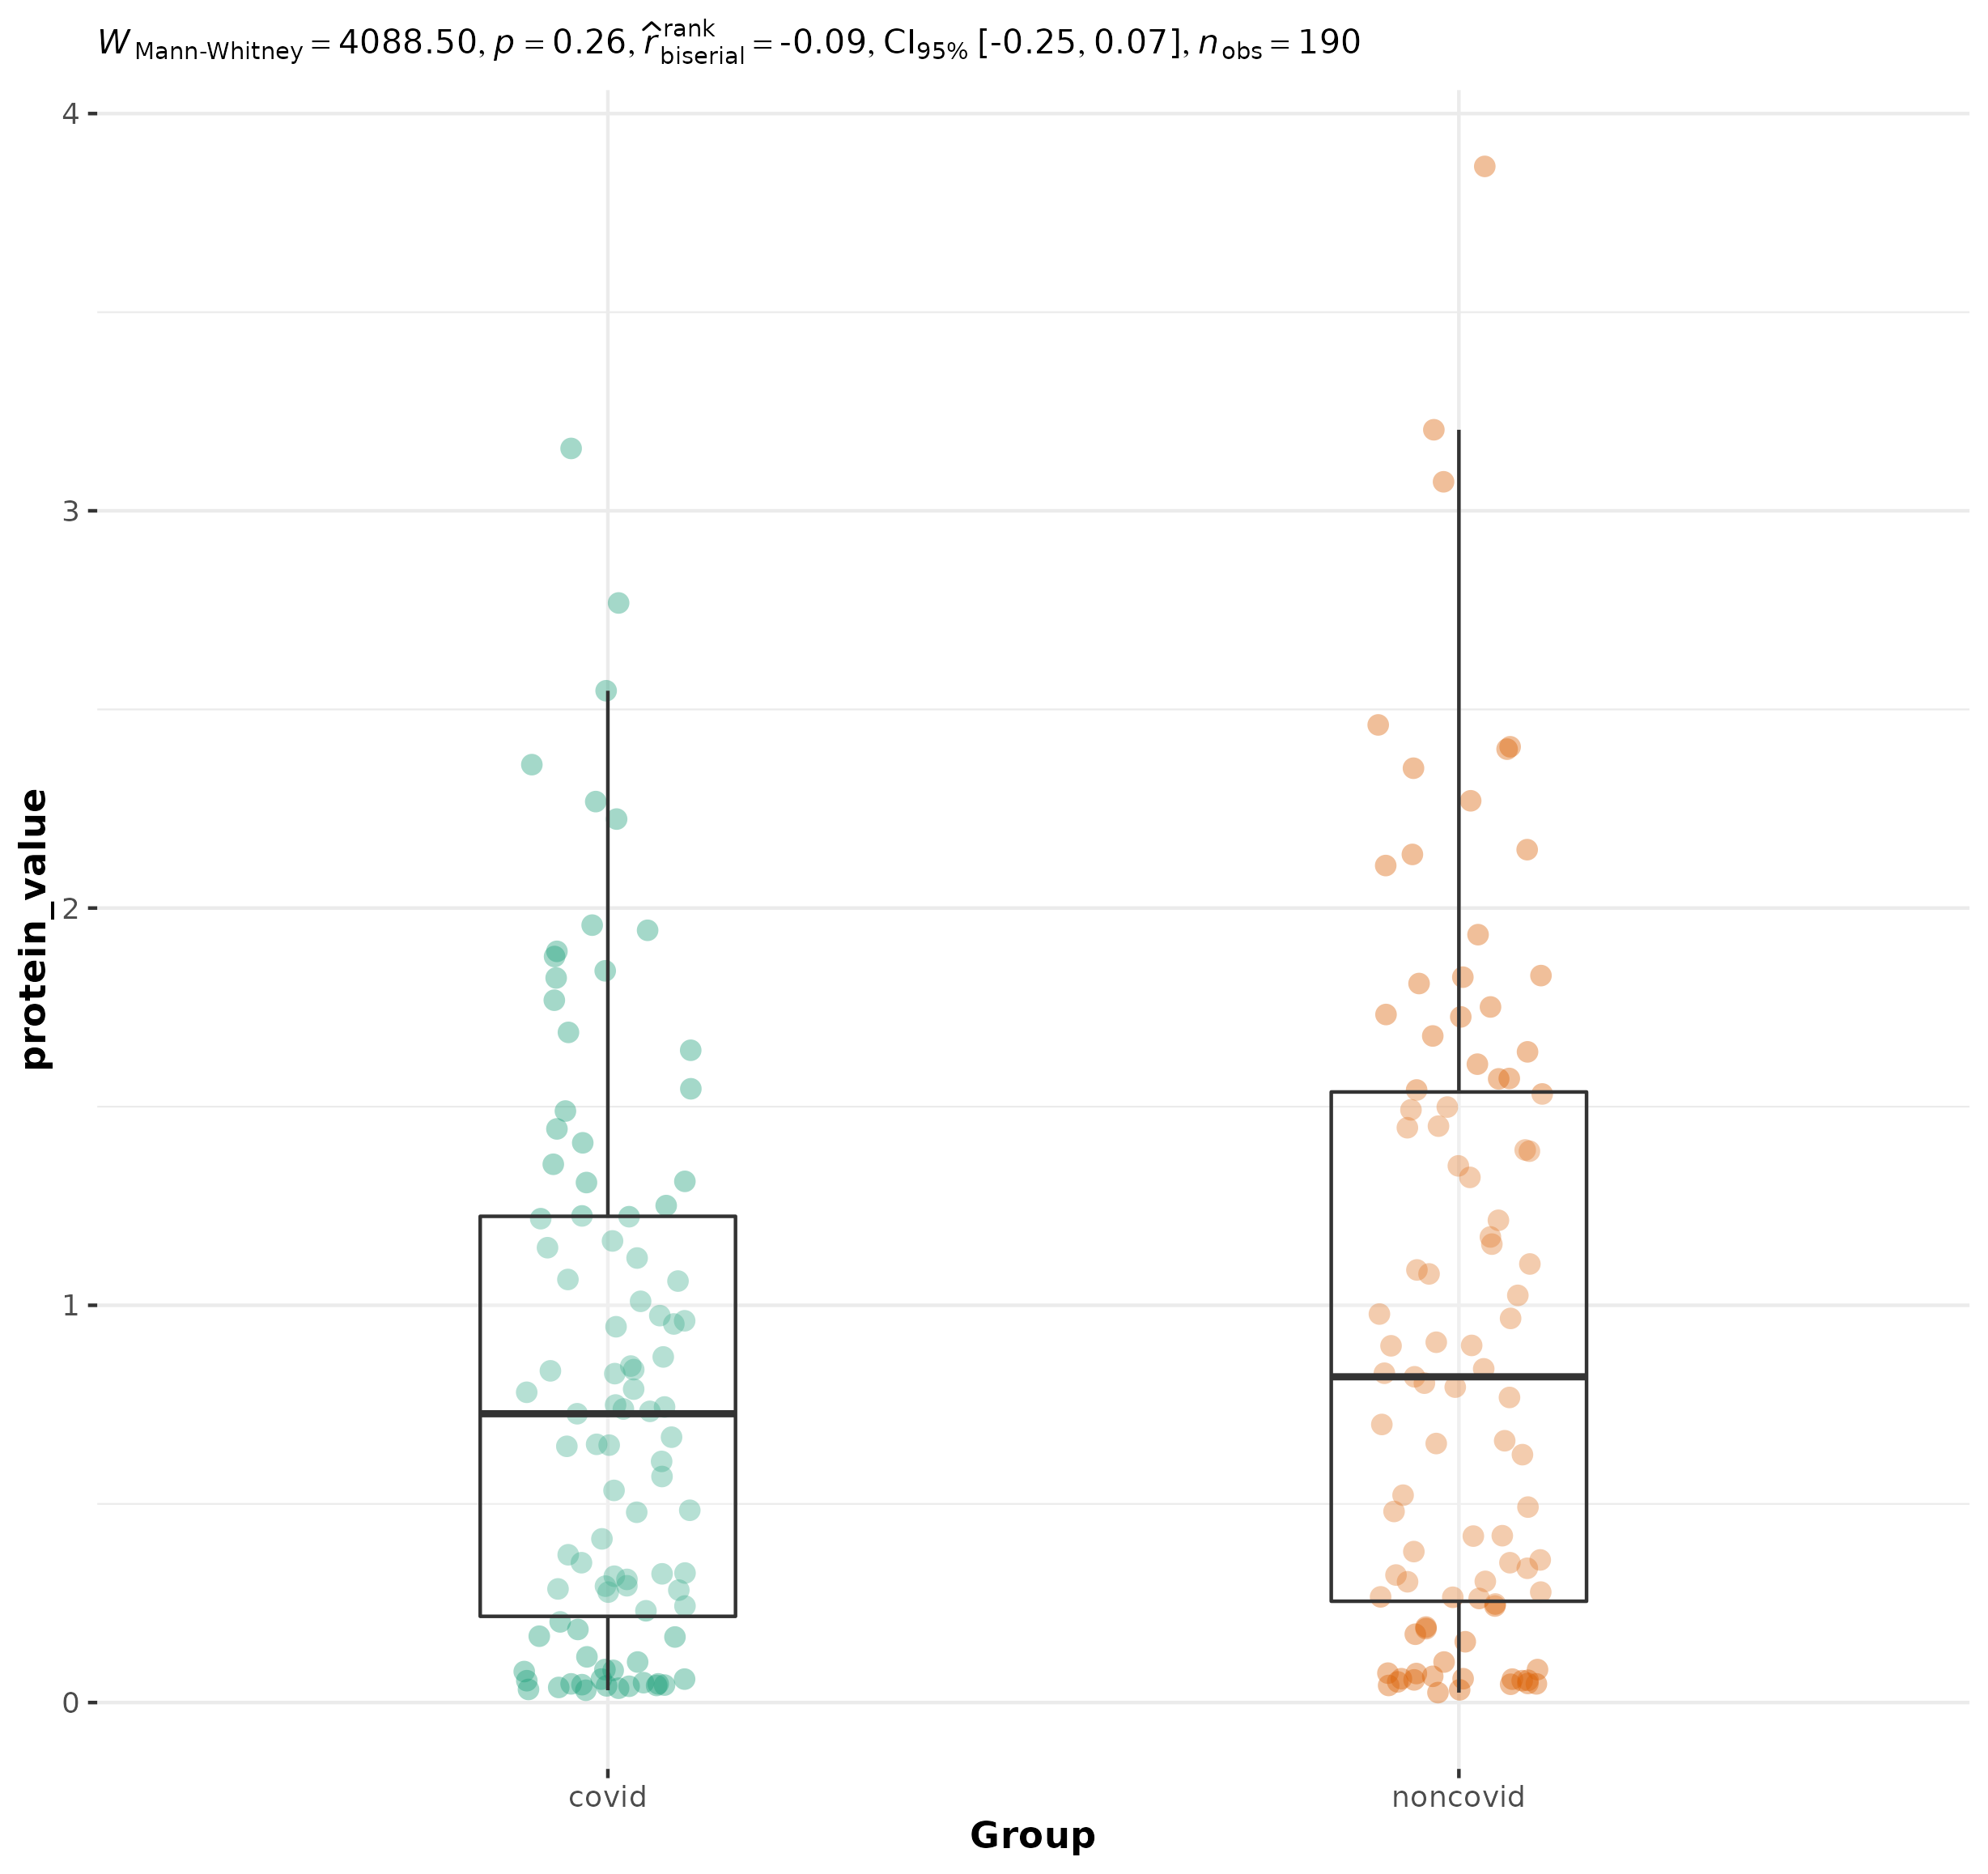 W Mann-Whitney = 4088.50, p = 0.26, r̂ rank biserial = -0.09, CI95% [-0.25, 0.07], nobs = 190
4
3
2
1
0
protein_value
covid noncovid
Group